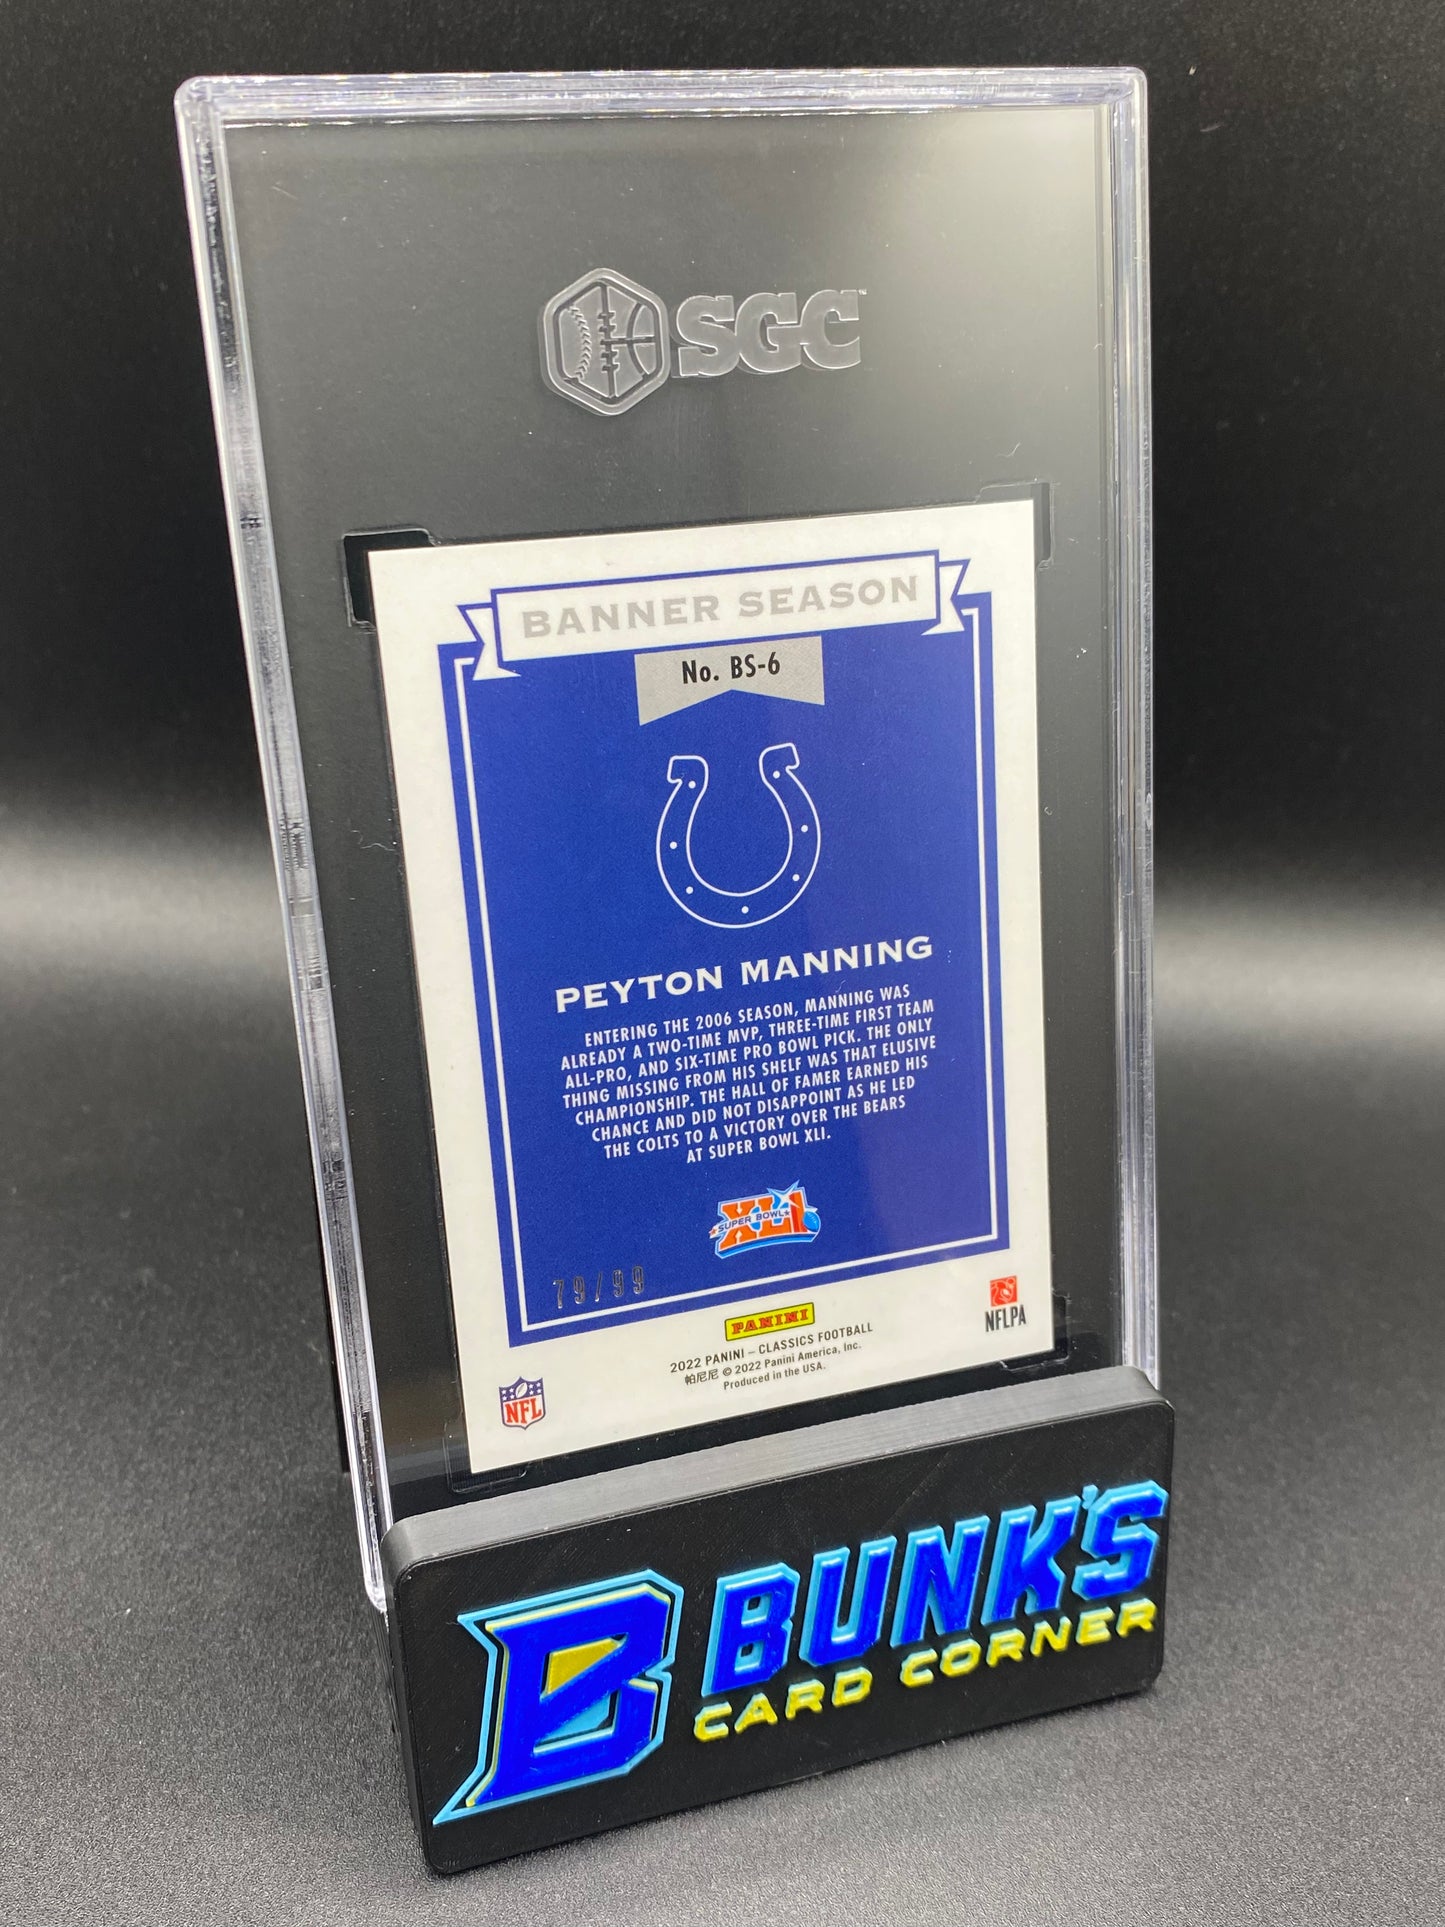 SGC
BANNER SEASON
No. BS-6
PEYTON MANNING
ENTERING THE 2006 SEASON, MANNING WAS
ALREADY A TWO-TIME MVP, THREE-TIME FIRST TEAM
ALL-PRO, AND SIX-TIME PRO BOWL PICK. THE ONLY
THING MISSING FROM HIS SHELF WAS THAT ELUSIVE
CHAMPIONSHIP. THE HALL OF FAMER EARNED HIS
CHANCE AND DID NOT DISAPPOINT AS HE LED
THE COLTS TO A VICTORY OVER THE BEARS
AT SUPER BOWL XLI.
XLI
SUPER BOWL
79/99
PANINI
2022 PANINI – CLASSICS FOOTBALL
帕尼尼 © 2022 Panini America, Inc.
Produced in the USA.
NFL
NFLPA
B
BUNK'S
CARD CORNER